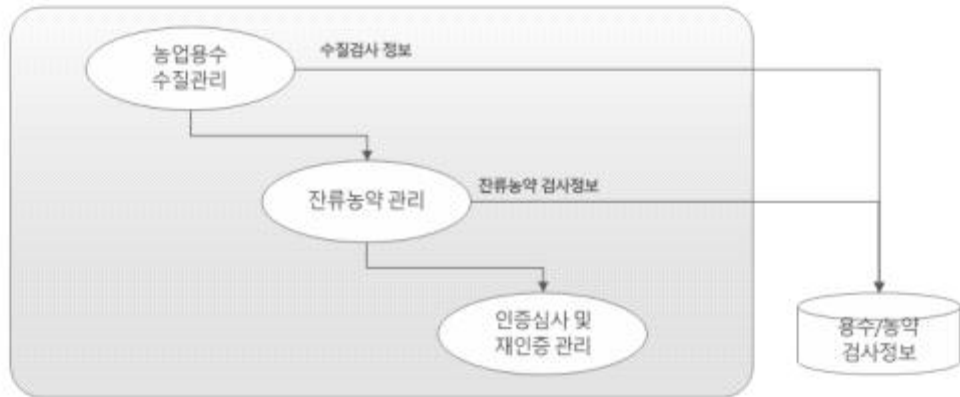 농업용수
수질관리
수질검사 정보
잔류농약 관리
잔류농약 검사정보
인증심사 및
재인증 관리
용수/농약
검사정보